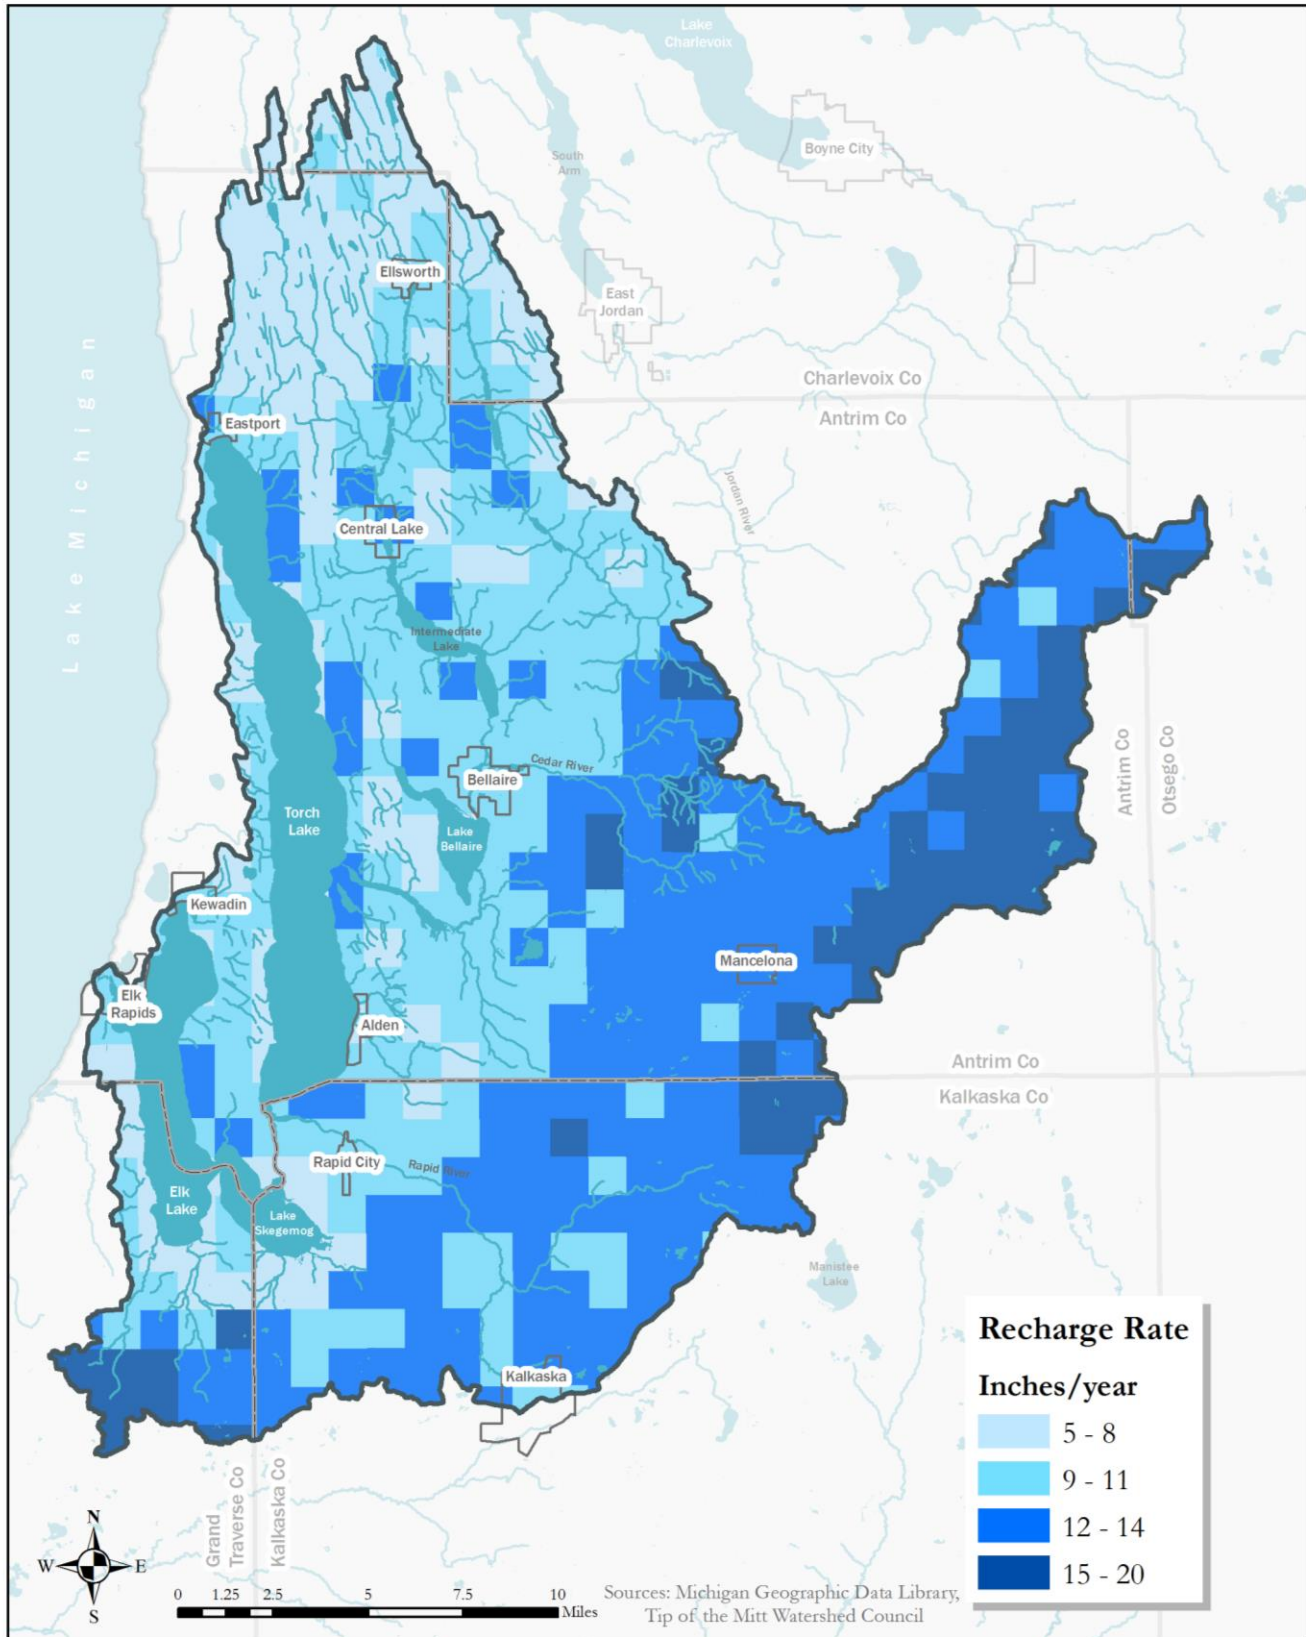 Lake
Charlevoix
Boyne City
South
Arm
Ellsworth
East
Jordan
Lake Michigan
Charlevoix Co
Antrim Co
Eastport
Jordan River
Central Lake
Intermediate
Lake
Cedar River
Bellaire
Antrim Co
Otsego Co
Torch
Lake
Lake
Bellaire
Kewadin
Mancelona
Elk
Rapids
Alden
Antrim Co
Kalkaska Co
Rapid City
Rapid River
Elk
Lake
Lake
Skegemog
Manistee
Lake
Kalkaska
Recharge Rate
Inches/year
5 - 8
9 - 11
12 - 14
15 - 20
Grand
Traverse Co
Kalkaska Co
N
W E
S
0 1.25 2.5 5 7.5 10
Miles
Sources: Michigan Geographic Data Library,
Tip of the Mitt Watershed Council